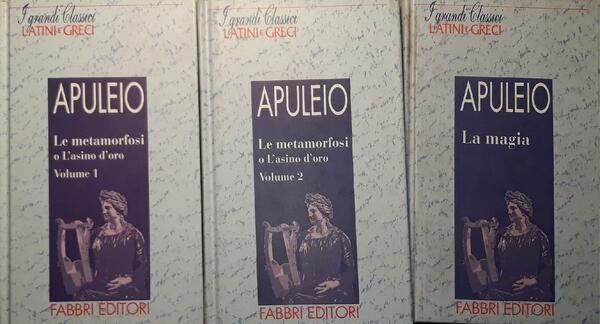 I grandi Classici
LATINI e GRECI
APULEIO
Le metamorfosi
o L'asino d'oro
Volume 1
FABBRI EDITORI
I grandi Classici
LATINI e GRECI
APULEIO
Le metamorfosi
o L'asino d'oro
Volume 2
FABBRI EDITORI
I grandi Classici
LATINI e GRECI
APULEIO
La magia
FABBRI EDITORI